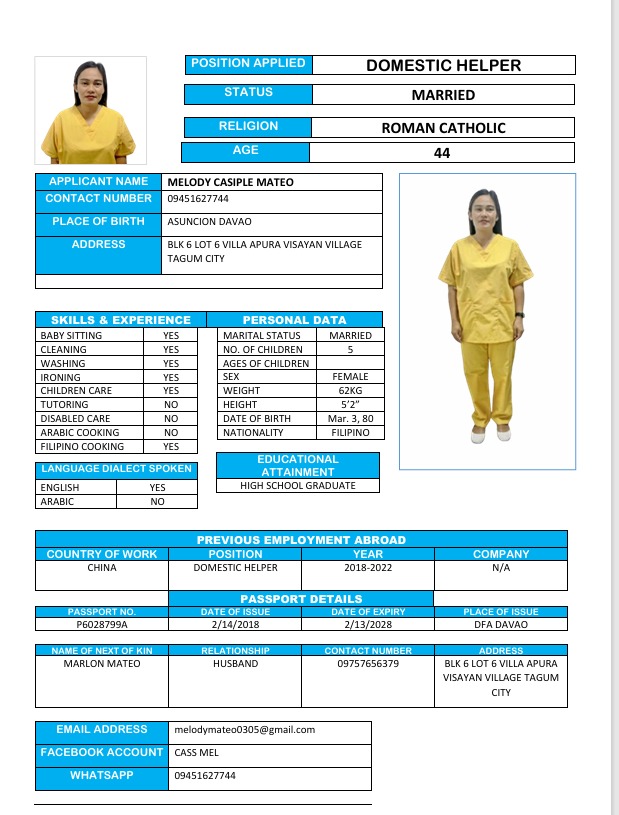 POSITION APPLIED DOMESTIC HELPER
STATUS MARRIED
RELIGION ROMAN CATHOLIC
AGE 44
APPLICANT NAME MELODY CASIPLE MATEO
CONTACT NUMBER 09451627744
PLACE OF BIRTH ASUNCION DAVAO
ADDRESS BLK 6 LOT 6 VILLA APURA VISAYAN VILLAGE
TAGUM CITY
SKILLS & EXPERIENCE PERSONAL DATA
BABY SITTING YES MARITAL STATUS MARRIED
CLEANING YES NO. OF CHILDREN 5
WASHING YES AGES OF CHILDREN
IRONING YES SEX FEMALE
CHILDREN CARE YES WEIGHT 62KG
TUTORING NO HEIGHT 5’2”
DISABLED CARE NO DATE OF BIRTH Mar. 3, 80
ARABIC COOKING NO NATIONALITY FILIPINO
FILIPINO COOKING YES
EDUCATIONAL
ATTAINMENT
HIGH SCHOOL GRADUATE
LANGUAGE DIALECT SPOKEN
ENGLISH YES
ARABIC NO
PREVIOUS EMPLOYMENT ABROAD
COUNTRY OF WORK POSITION YEAR COMPANY
CHINA DOMESTIC HELPER 2018-2022 N/A
PASSPORT DETAILS
PASSPORT NO. DATE OF ISSUE DATE OF EXPIRY PLACE OF ISSUE
P6028799A 2/14/2018 2/13/2028 DFA DAVAO
NAME OF NEXT OF KIN RELATIONSHIP CONTACT NUMBER ADDRESS
MARLON MATEO HUSBAND 09757656379 BLK 6 LOT 6 VILLA APURA
VISAYAN VILLAGE TAGUM
CITY
EMAIL ADDRESS melodymateo0305@gmail.com
FACEBOOK ACCOUNT CASS MEL
WHATSAPP 09451627744